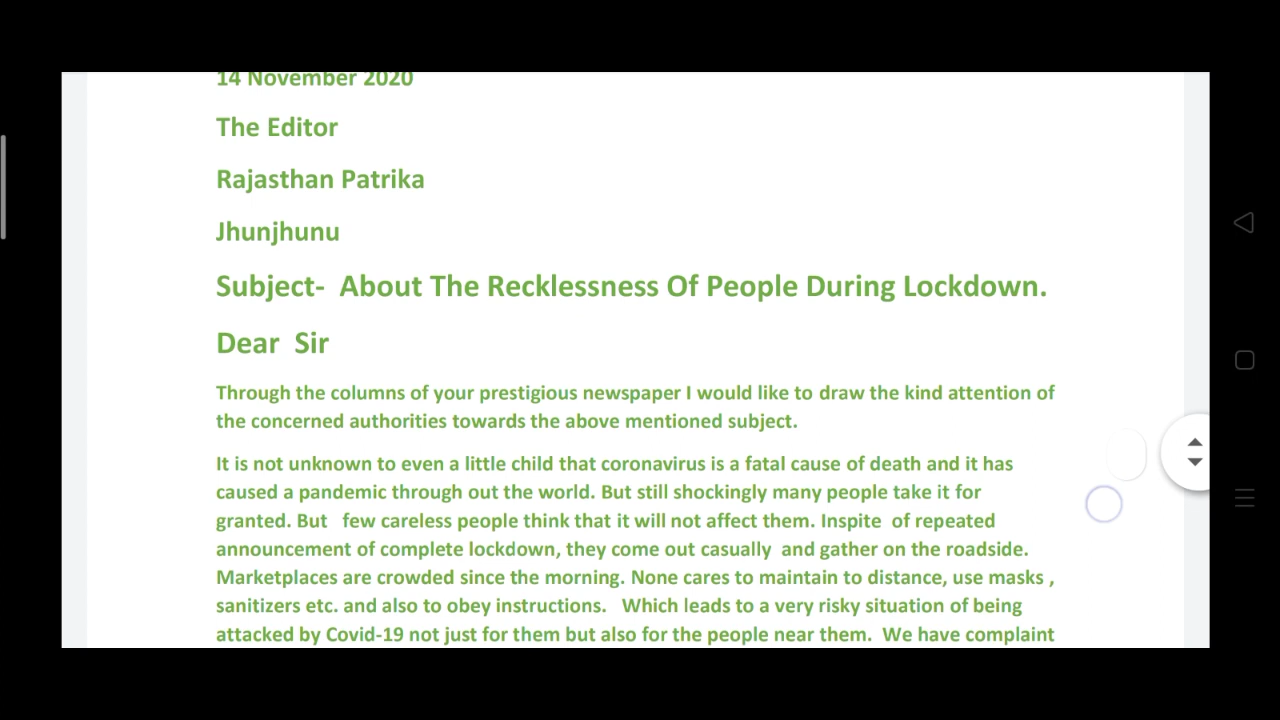 14 November 2020
The Editor
Rajasthan Patrika
Jhunjhunu
Subject-  About The Recklessness Of People During Lockdown.
Dear  Sir
Through the columns of your prestigious newspaper I would like to draw the kind attention of
the concerned authorities towards the above mentioned subject.
It is not unknown to even a little child that coronavirus is a fatal cause of death and it has
caused a pandemic through out the world. But still shockingly many people take it for
granted. But   few careless people think that it will not affect them. Inspite  of repeated
announcement of complete lockdown, they come out casually  and gather on the roadside.
Marketplaces are crowded since the morning. None cares to maintain to distance, use masks ,
sanitizers etc. and also to obey instructions.   Which leads to a very risky situation of being
attacked by Covid-19 not just for them but also for the people near them.  We have complaint